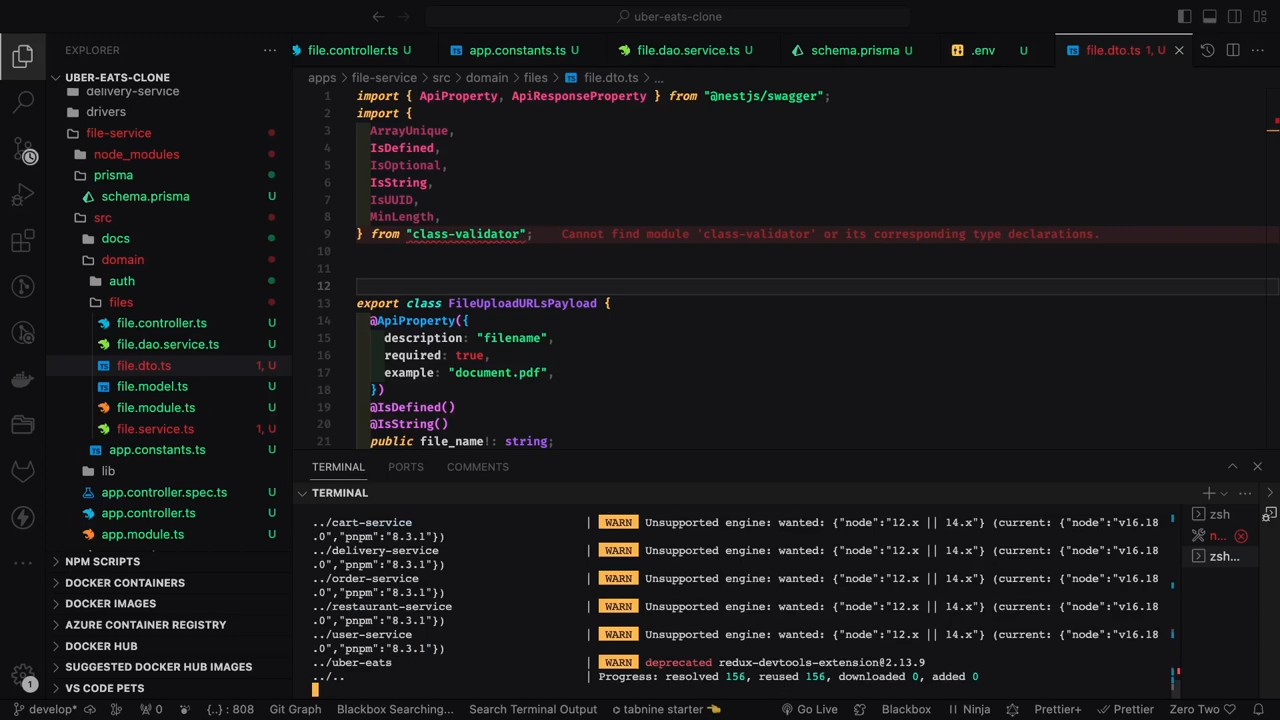 uber-eats-clone
EXPLORER
file.controller.ts U
app.constants.ts U
file.dao.service.ts U
schema.prisma U
.env U
file.dto.ts 1, U
UBER-EATS-CLONE
apps > file-service > src > domain > files > file.dto.ts > ...
delivery-service
drivers
file-service
node_modules
prisma
schema.prisma U
src
docs
domain
auth
files
file.controller.ts U
file.dao.service.ts U
file.dto.ts 1, U
file.model.ts U
file.module.ts U
file.service.ts 1, U
app.constants.ts U
lib
app.controller.spec.ts U
app.controller.ts U
app.module.ts U
NPM SCRIPTS
DOCKER CONTAINERS
DOCKER IMAGES
AZURE CONTAINER REGISTRY
DOCKER HUB
SUGGESTED DOCKER HUB IMAGES
VS CODE PETS
1 import { ApiProperty, ApiResponseProperty } from "@nestjs/swagger";
2 import {
3 ArrayUnique,
4 IsDefined,
5 IsOptional,
6 IsString,
7 IsUUID,
8 MinLength,
9 } from "class-validator"; Cannot find module 'class-validator' or its corresponding type declarations.
10
11
12
13 export class FileUploadURLsPayload {
14 @ApiProperty({
15 description: "filename",
16 required: true,
17 example: "document.pdf",
18 })
19 @IsDefined()
20 @IsString()
21 public file_name!: string;
TERMINAL PORTS COMMENTS
TERMINAL
../cart-service | WARN Unsupported engine: wanted: {"node":"12.x || 14.x"} (current: {"node":"v16.18
.0","pnpm":"8.3.1"})
../delivery-service | WARN Unsupported engine: wanted: {"node":"12.x || 14.x"} (current: {"node":"v16.18
.0","pnpm":"8.3.1"})
../order-service | WARN Unsupported engine: wanted: {"node":"12.x || 14.x"} (current: {"node":"v16.18
.0","pnpm":"8.3.1"})
../restaurant-service | WARN Unsupported engine: wanted: {"node":"12.x || 14.x"} (current: {"node":"v16.18
.0","pnpm":"8.3.1"})
../user-service | WARN Unsupported engine: wanted: {"node":"12.x || 14.x"} (current: {"node":"v16.18
.0","pnpm":"8.3.1"})
../uber-eats | WARN deprecated redux-devtools-extension@2.13.9
../.. | Progress: resolved 156, reused 156, downloaded 0, added 0
zsh
n...
zsh...
1
develop* 0 {..} : 808 Git Graph Blackbox Searching... Search Terminal Output tabnine starter Go Live Blackbox Ninja Prettier+ Prettier Zero Two